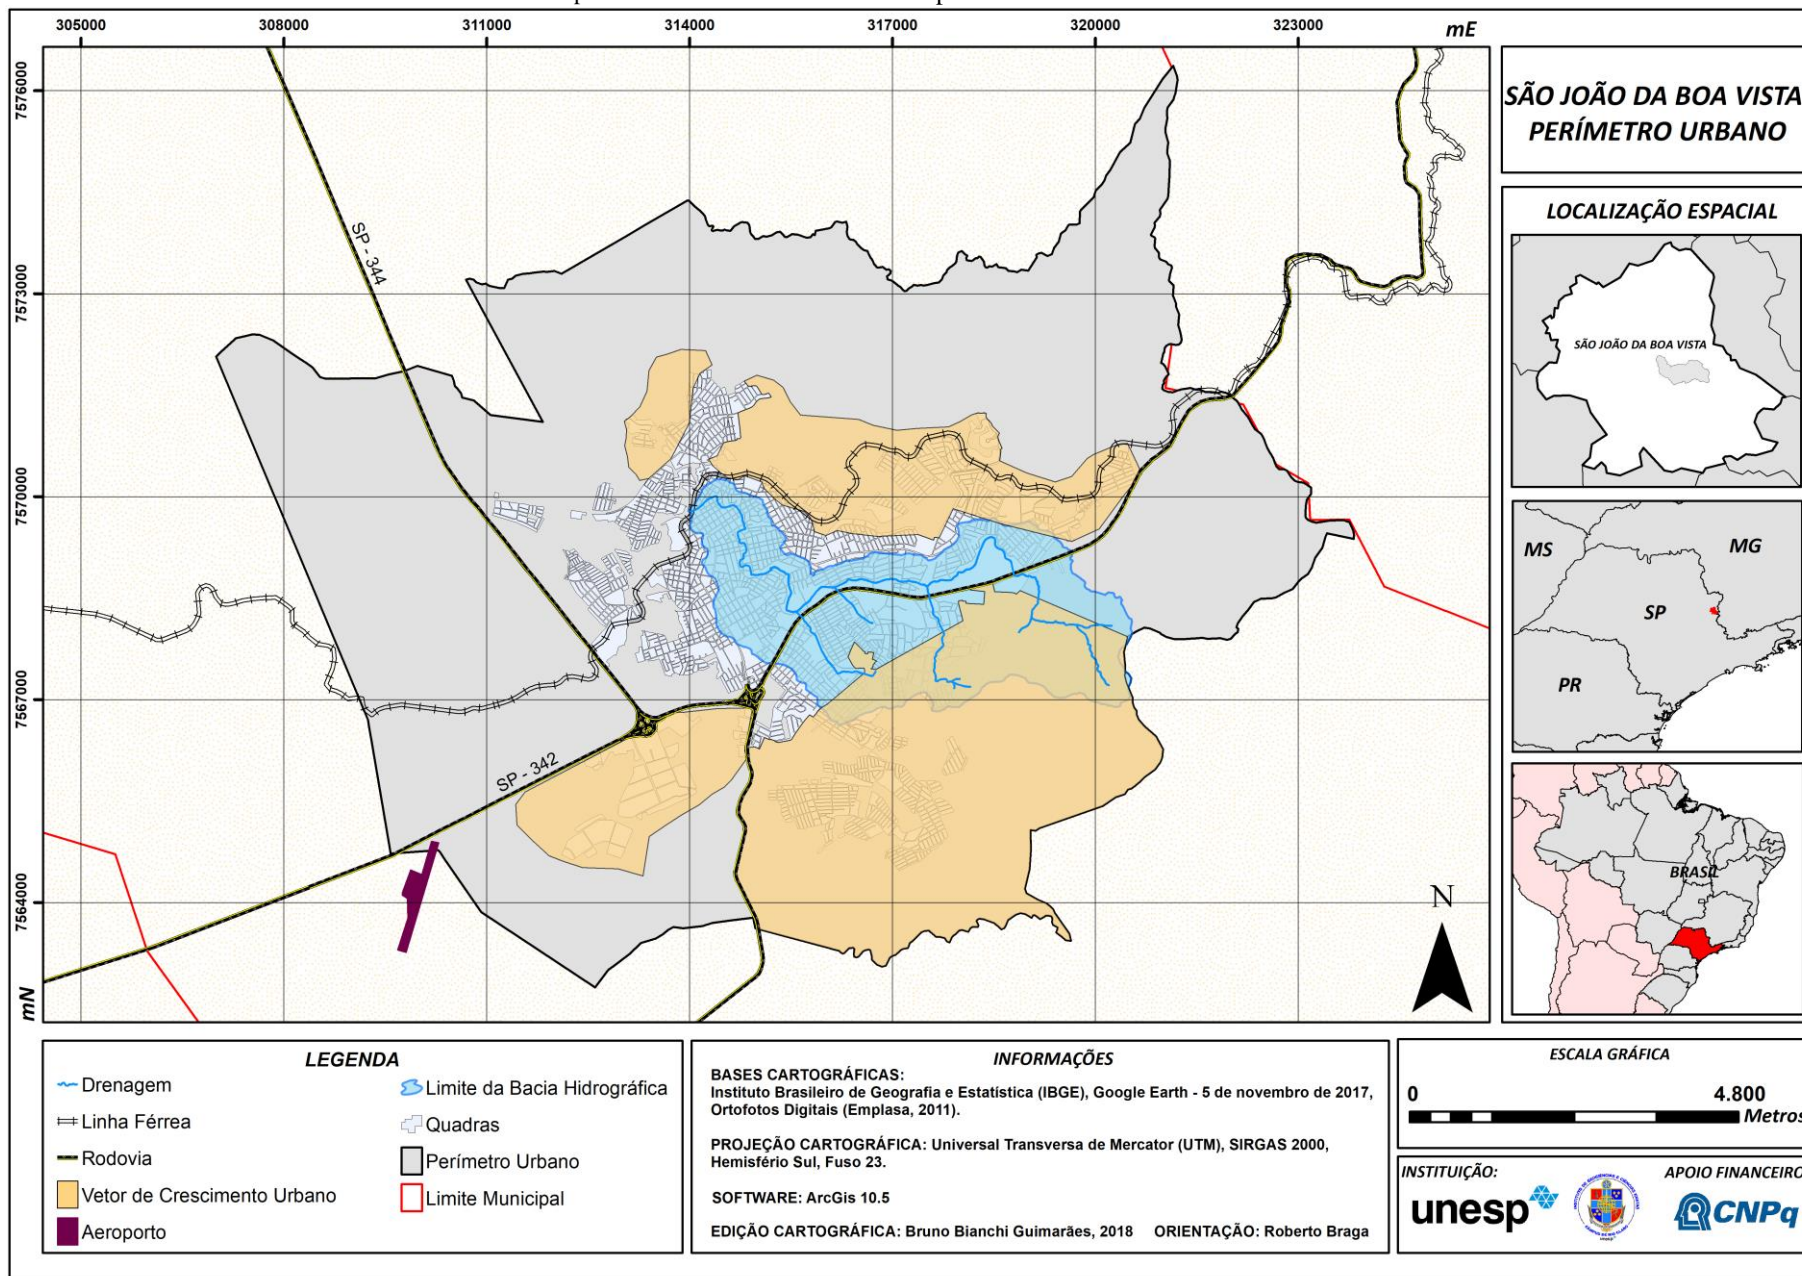 305000 308000 311000 314000 317000 320000 323000 mE
7576000
7573000
7570000
7567000
7564000
mN
SP - 344
SP - 342
N
SÃO JOÃO DA BOA VISTA
PERÍMETRO URBANO
LOCALIZAÇÃO ESPACIAL
SÃO JOÃO DA BOA VISTA
MS
MG
SP
PR
BRASIL
LEGENDA
Drenagem
Linha Férrea
Rodovia
Vetor de Crescimento Urbano
Aeroporto
Limite da Bacia Hidrográfica
Quadras
Perímetro Urbano
Limite Municipal
INFORMAÇÕES
BASES CARTOGRÁFICAS:
Instituto Brasileiro de Geografia e Estatística (IBGE), Google Earth - 5 de novembro de 2017,
Ortofotos Digitais (Emplasa, 2011).
PROJEÇÃO CARTOGRÁFICA: Universal Transversa de Mercator (UTM), SIRGAS 2000,
Hemisfério Sul, Fuso 23.
SOFTWARE: ArcGis 10.5
EDIÇÃO CARTOGRÁFICA: Bruno Bianchi Guimarães, 2018 ORIENTAÇÃO: Roberto Braga
ESCALA GRÁFICA
0 4.800
Metros
INSTITUIÇÃO:
APOIO FINANCEIRO
unesp
CNPq